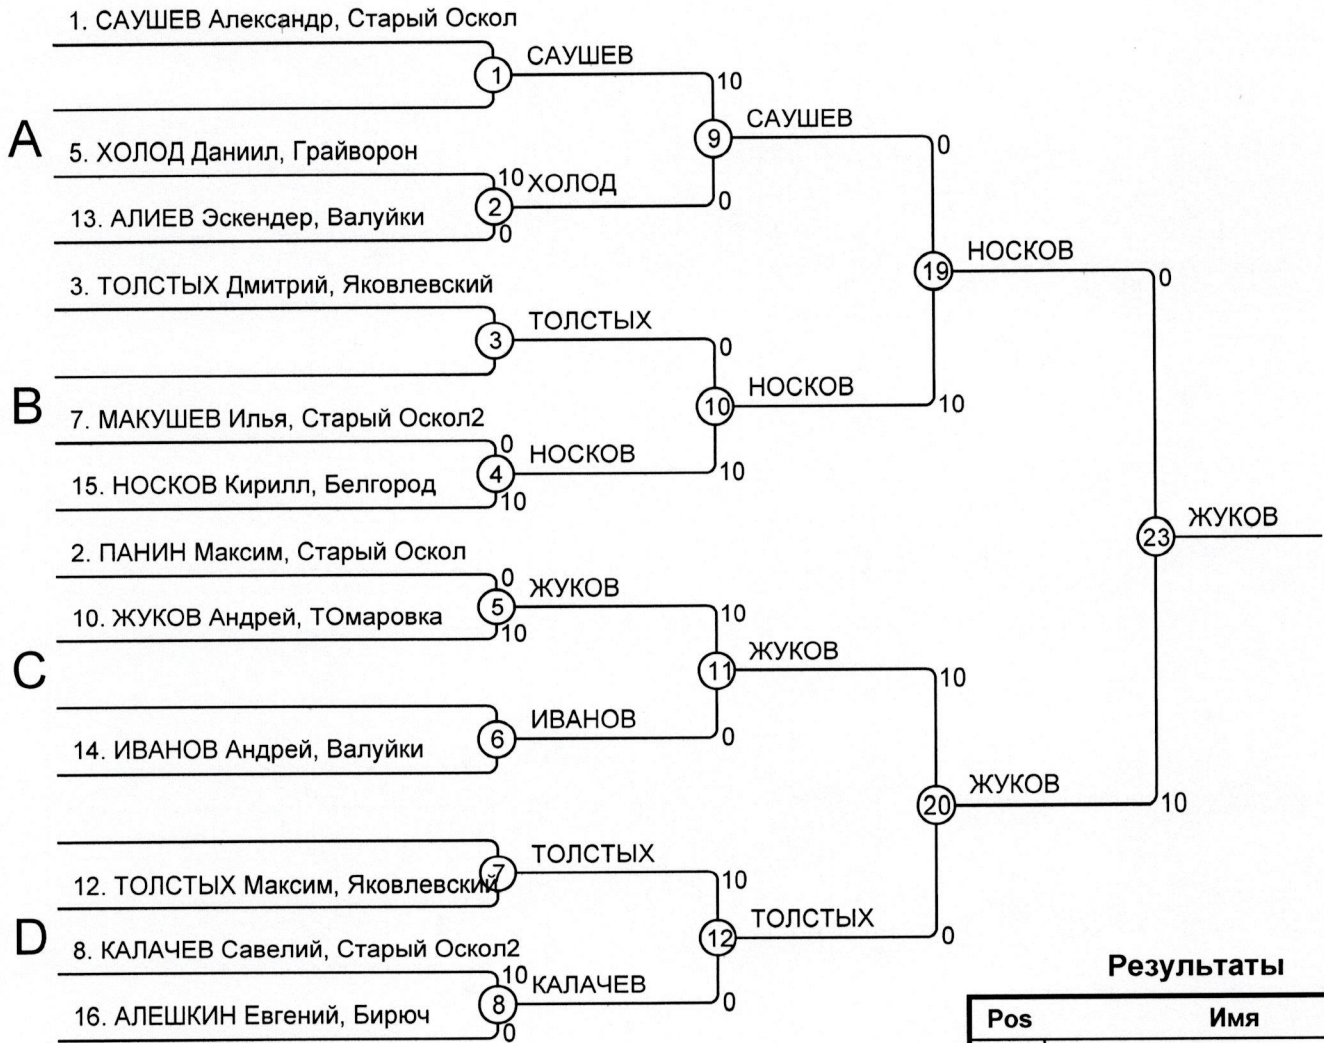 1. САУШЕВ Александр, Старый Оскол
1
САУШЕВ
10
А
9
САУШЕВ
0
5. ХОЛОД Даниил, Грайворон
10
2
ХОЛОД
0
13. АЛИЕВ Эскендер, Валуйки
0
19
НОСКОВ
0
3. ТОЛСТЫХ Дмитрий, Яковлевский
3
ТОЛСТЫХ
0
В
10
НОСКОВ
10
7. МАКУШЕВ Илья, Старый Оскол2
0
4
НОСКОВ
10
15. НОСКОВ Кирилл, Белгород
10
23
ЖУКОВ
2. ПАНИН Максим, Старый Оскол
0
5
ЖУКОВ
10
10. ЖУКОВ Андрей, ТОмаровка
10
С
11
ЖУКОВ
10
14. ИВАНОВ Андрей, Валуйки
6
ИВАНОВ
0
20
ЖУКОВ
10
12. ТОЛСТЫХ Максим, Яковлевский
7
ТОЛСТЫХ
10
D
12
ТОЛСТЫХ
0
8. КАЛАЧЕВ Савелий, Старый Оскол2
10
8
КАЛАЧЕВ
0
16. АЛЕШКИН Евгений, Бирюч
0
Результаты
Pos Имя